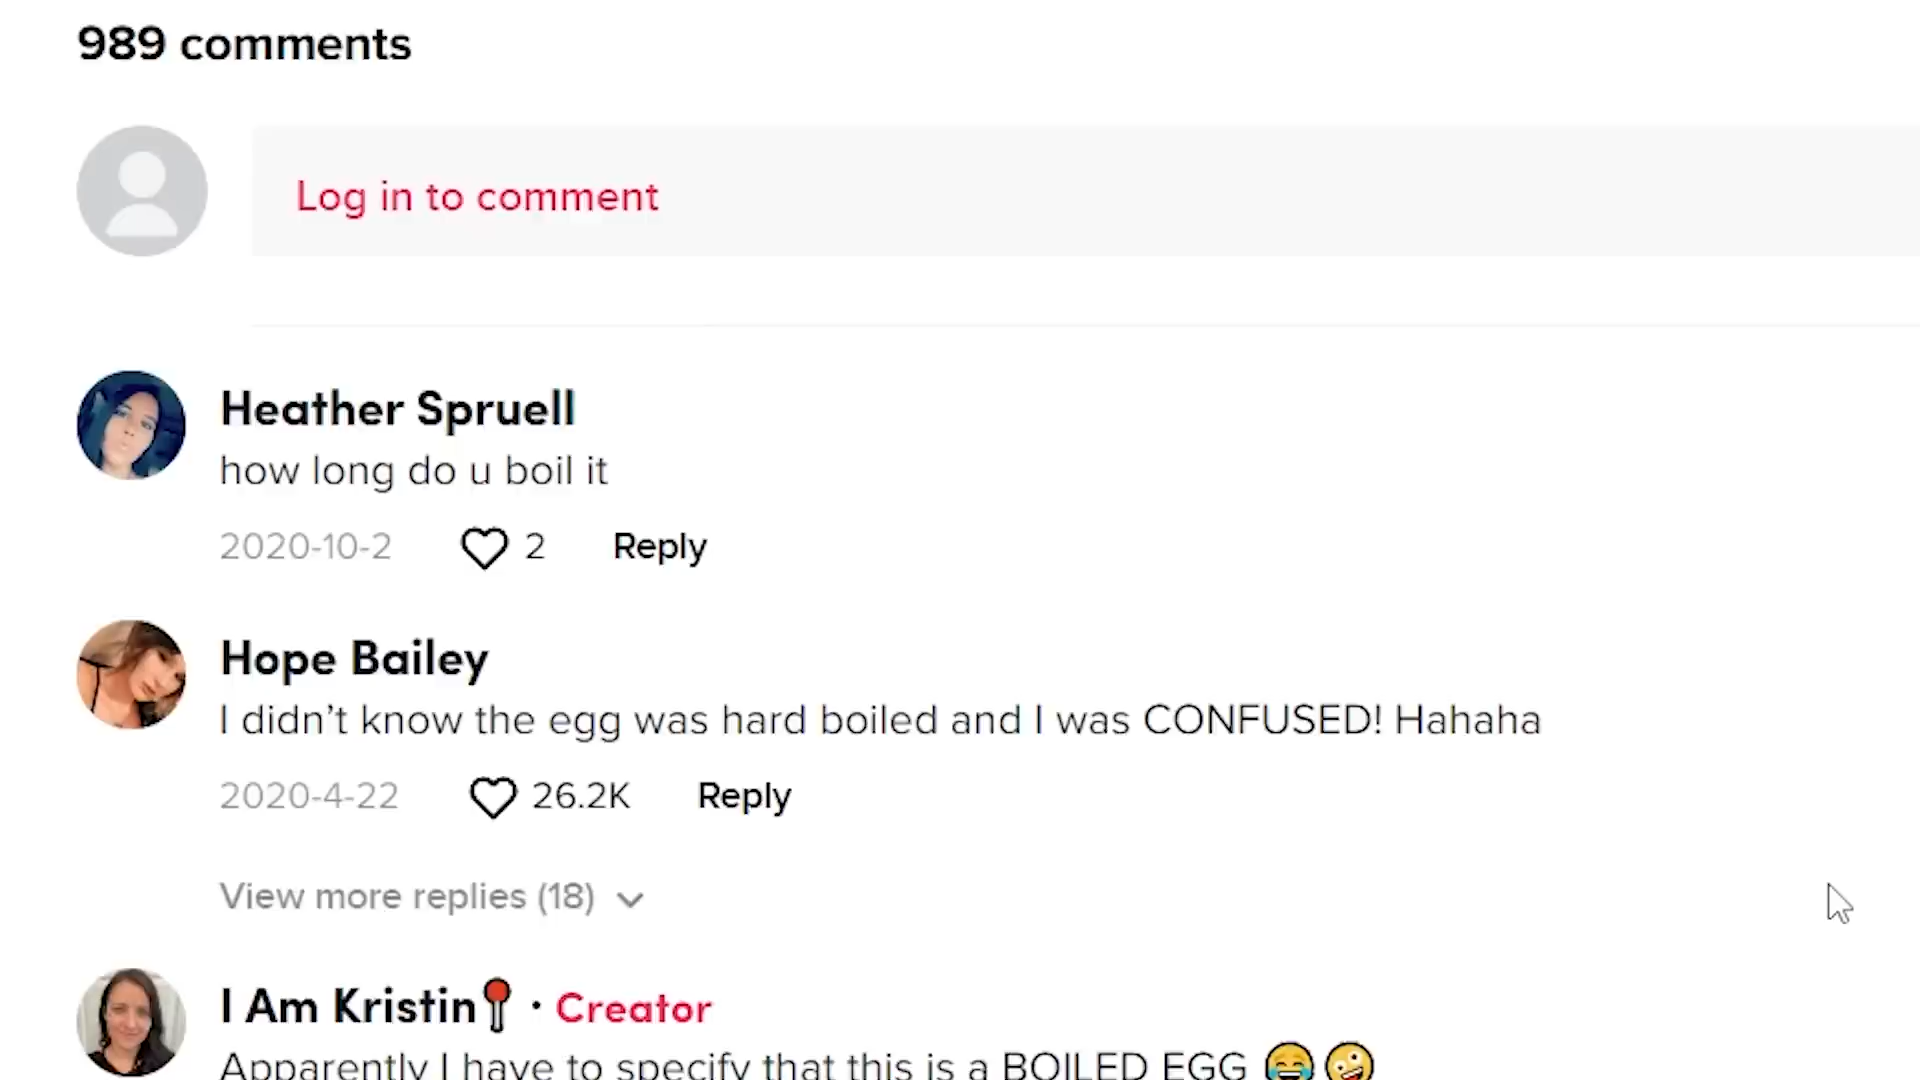 989 comments
Log in to comment
Heather Spruell
how long do u boil it
2020-10-2 2 Reply
Hope Bailey
I didn’t know the egg was hard boiled and I was CONFUSED! Hahaha
2020-4-22 26.2K Reply
View more replies (18)
I Am Kristin📍 · Creator
Apparently I have to specify that this is a BOILED EGG 😂🤪